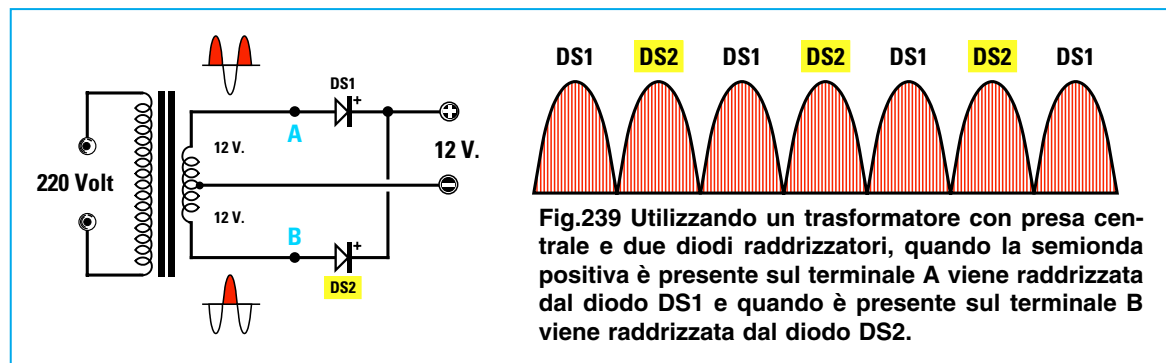 DS1
A
12 V.
220 Volt
12 V.
12 V.
B
DS2
DS1 DS2 DS1 DS2 DS1 DS2 DS1
Fig.239 Utilizzando un trasformatore con presa cen-
trale e due diodi raddrizzatori, quando la semionda
positiva è presente sul terminale A viene raddrizzata
dal diodo DS1 e quando è presente sul terminale B
viene raddrizzata dal diodo DS2.